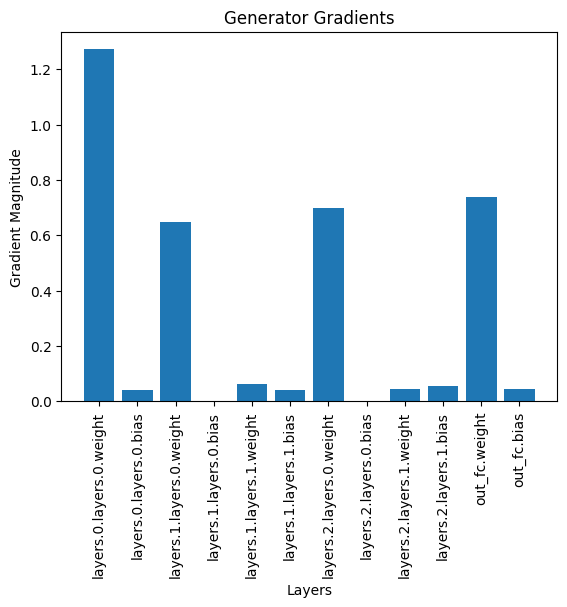 Generator Gradients
Gradient Magnitude
1.2
1.0
0.8
0.6
0.4
0.2
0.0
layers.0.layers.0.weight
layers.0.layers.0.bias
layers.1.layers.0.weight
layers.1.layers.0.bias
layers.1.layers.1.weight
layers.1.layers.1.bias
layers.2.layers.0.weight
layers.2.layers.0.bias
layers.2.layers.1.weight
layers.2.layers.1.bias
out_fc.weight
out_fc.bias
Layers